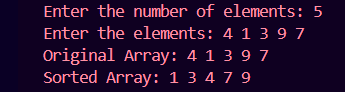 Enter the number of elements: 5
Enter the elements: 4 1 3 9 7
Original Array: 4 1 3 9 7
Sorted Array: 1 3 4 7 9